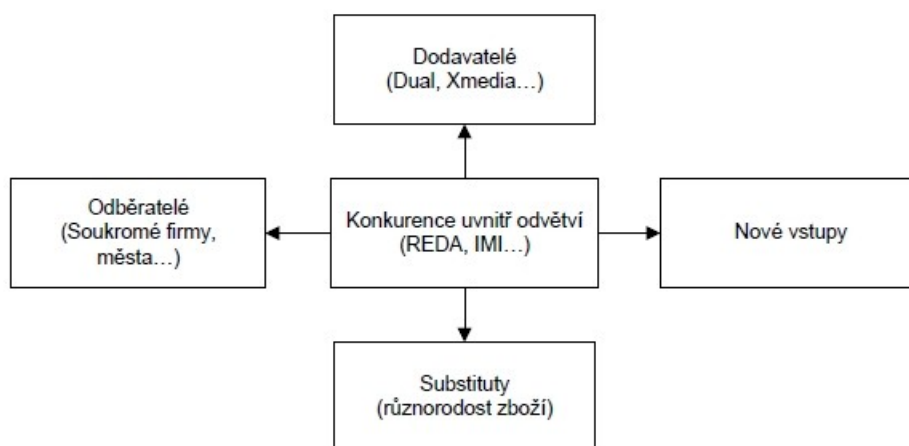 Dodavatelé
(Dual, Xmedia…)
Odběratelé
(Soukromé firmy,
města…)
Konkurence uvnitř odvětví
(REDA, IMI…)
Nové vstupy
Substituty
(různorodost zboží)